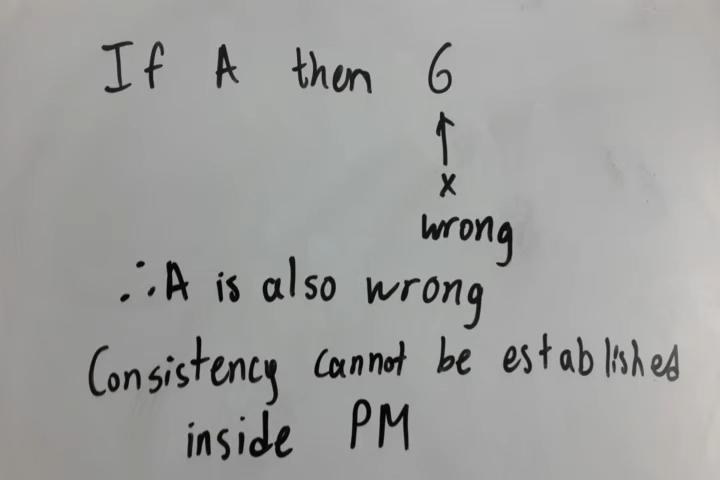 If A then G
↑
x
wrong
∴ A is also wrong
Consistency cannot be established
inside PM